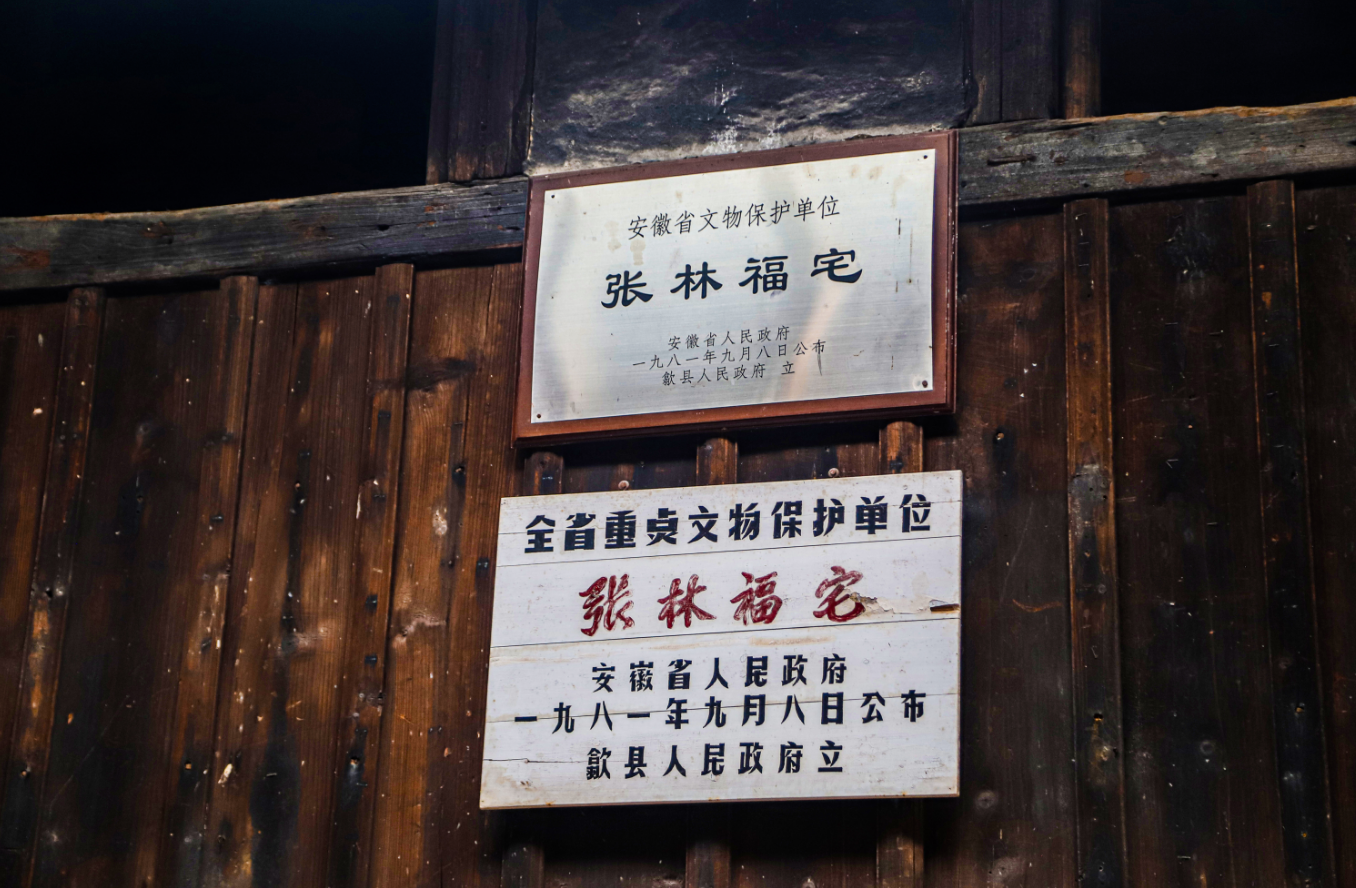 安徽省文物保护单位
张林福宅
安徽省人民政府
一九八一年九月八日公布
歙县人民政府 立
全省重点文物保护单位
张林福宅
安徽省人民政府
一九八一年九月八日公布
歙县人民政府立